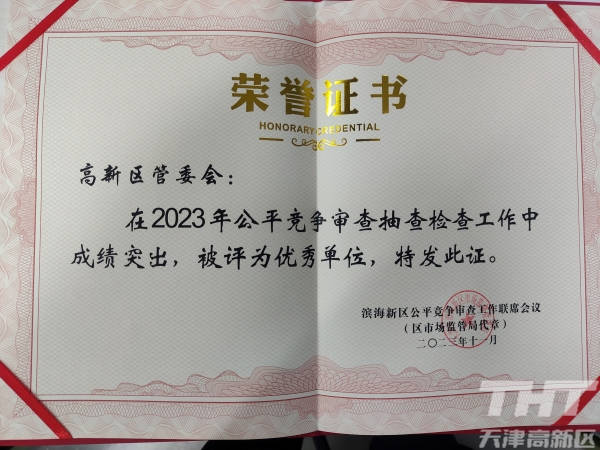 荣誉证书
HONORARY CREDENTIAL
高新区管委会：
在2023年公平竞争审查抽查检查工作中
成绩突出，被评为优秀单位，特发此证。
滨海新区公平竞争审查工作联席会议
（区市场监管局代章）
二〇二三年十一月
THT
天津高新区